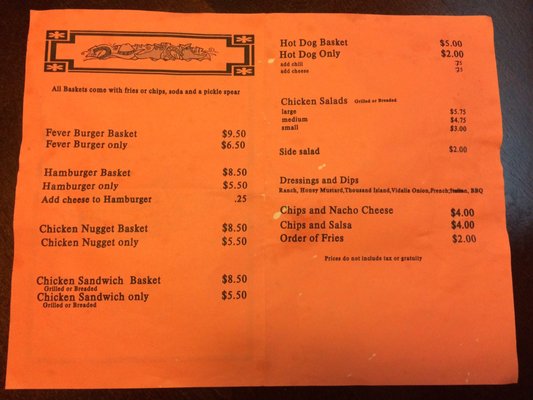 All Baskets come with fries or chips, soda and a pickle spear
Fever Burger Basket $9.50
Fever Burger only $6.50
Hamburger Basket $8.50
Hamburger only $5.50
Add cheese to Hamburger .25
Chicken Nugget Basket $8.50
Chicken Nugget only $5.50
Chicken Sandwich Basket $8.50
Grilled or Breaded
Chicken Sandwich only $5.50
Grilled or Breaded
Hot Dog Basket $5.00
Hot Dog Only $2.00
add chili .25
add cheese .25
Chicken Salads Grilled or Breaded
large $5.75
medium $4.75
small $3.00
Side salad $2.00
Dressings and Dips
Ranch, Honey Mustard, Thousand Island, Vidalia Onion, French, Italian, BBQ
Chips and Nacho Cheese $4.00
Chips and Salsa $4.00
Order of Fries $2.00
Prices do not include tax or gratuity